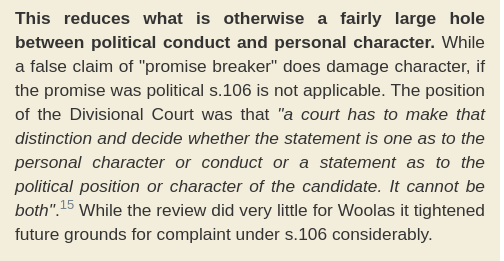 This reduces what is otherwise a fairly large hole
between political conduct and personal character. While
a false claim of "promise breaker" does damage character, if
the promise was political s.106 is not applicable. The position
of the Divisional Court was that "a court has to make that
distinction and decide whether the statement is one as to the
personal character or conduct or a statement as to the
political position or character of the candidate. It cannot be
both".15 While the review did very little for Woolas it tightened
future grounds for complaint under s.106 considerably.